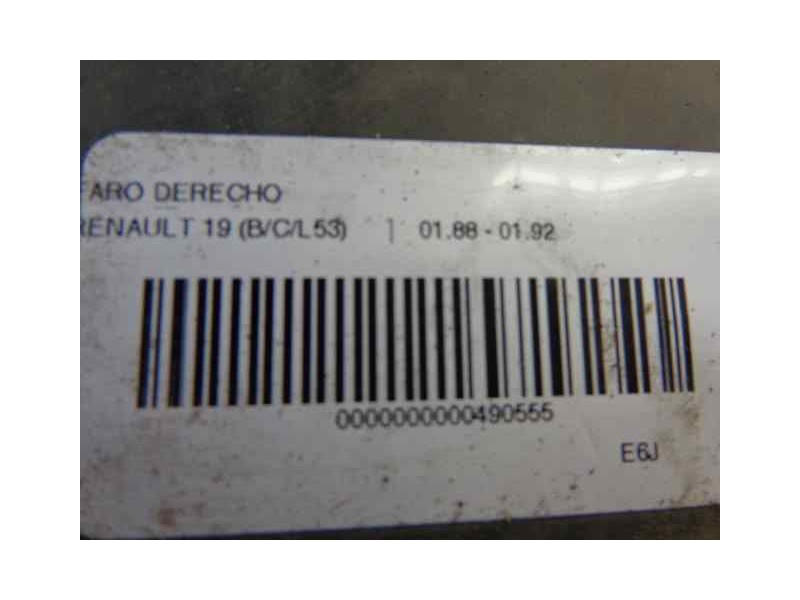 FARO DERECHO
RENAULT 19 (B/C/L53) | 01.88 - 01.92
0000000000490555
E6J